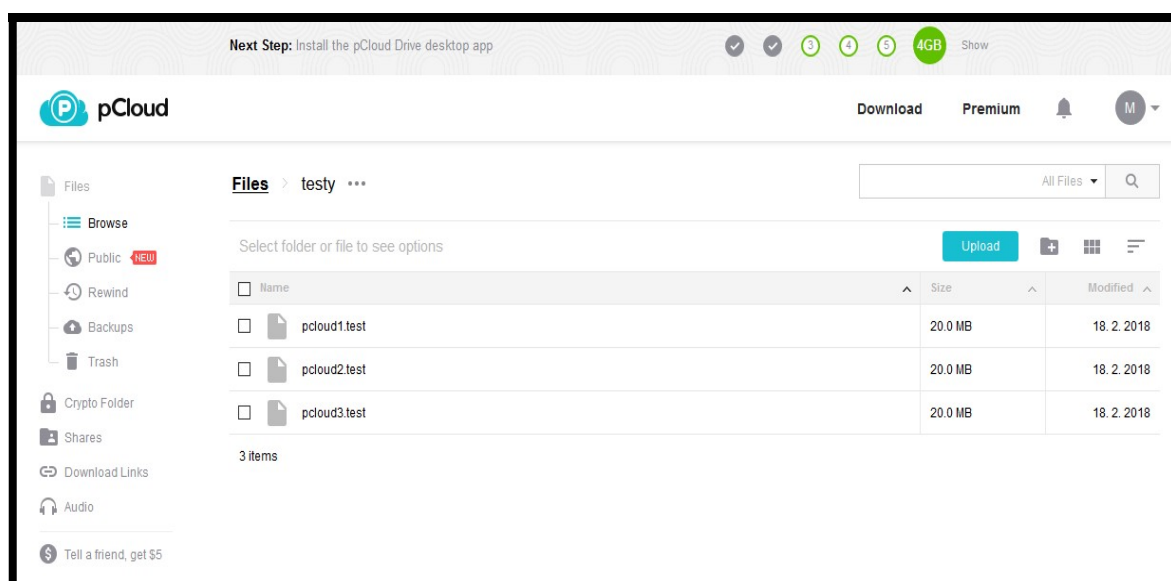 Next Step: Install the pCloud Drive desktop app 3 4 5 4GB Show
P pCloud Download Premium M
Files
Browse
Public NEW
Rewind
Backups
Trash
Crypto Folder
Shares
Download Links
Audio
$ Tell a friend, get $5
Files > testy ••• All Files
Select folder or file to see options Upload
Name Size Modified
pcloud1.test 20.0 MB 18. 2. 2018
pcloud2.test 20.0 MB 18. 2. 2018
pcloud3.test 20.0 MB 18. 2. 2018
3 items